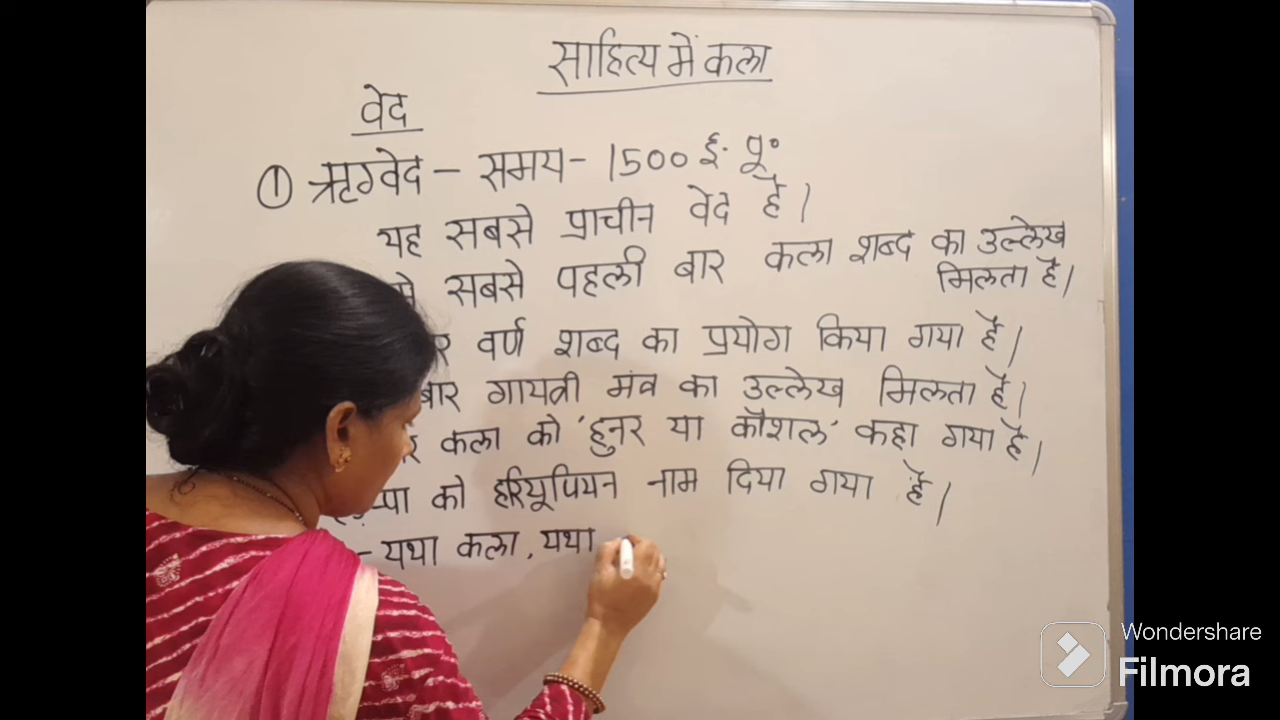 साहित्य में कला
वेद
① ऋग्वेद - समय - 1500 ई. पू॰
यह सबसे प्राचीन वेद है।
सबसे पहली बार कला शब्द का उल्लेख
मिलता है।
वर्ण शब्द का प्रयोग किया गया है।
बार गायत्री मंत्र का उल्लेख मिलता है।
कला को 'हुनर या कौशल' कहा गया है।
को हरियूपियन नाम दिया गया है।
- यथा कला, यथा
Wondershare
Filmora